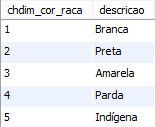 chdim_cor_raca descricao
1 Branca
2 Preta
3 Amarela
4 Parda
5 Indígena